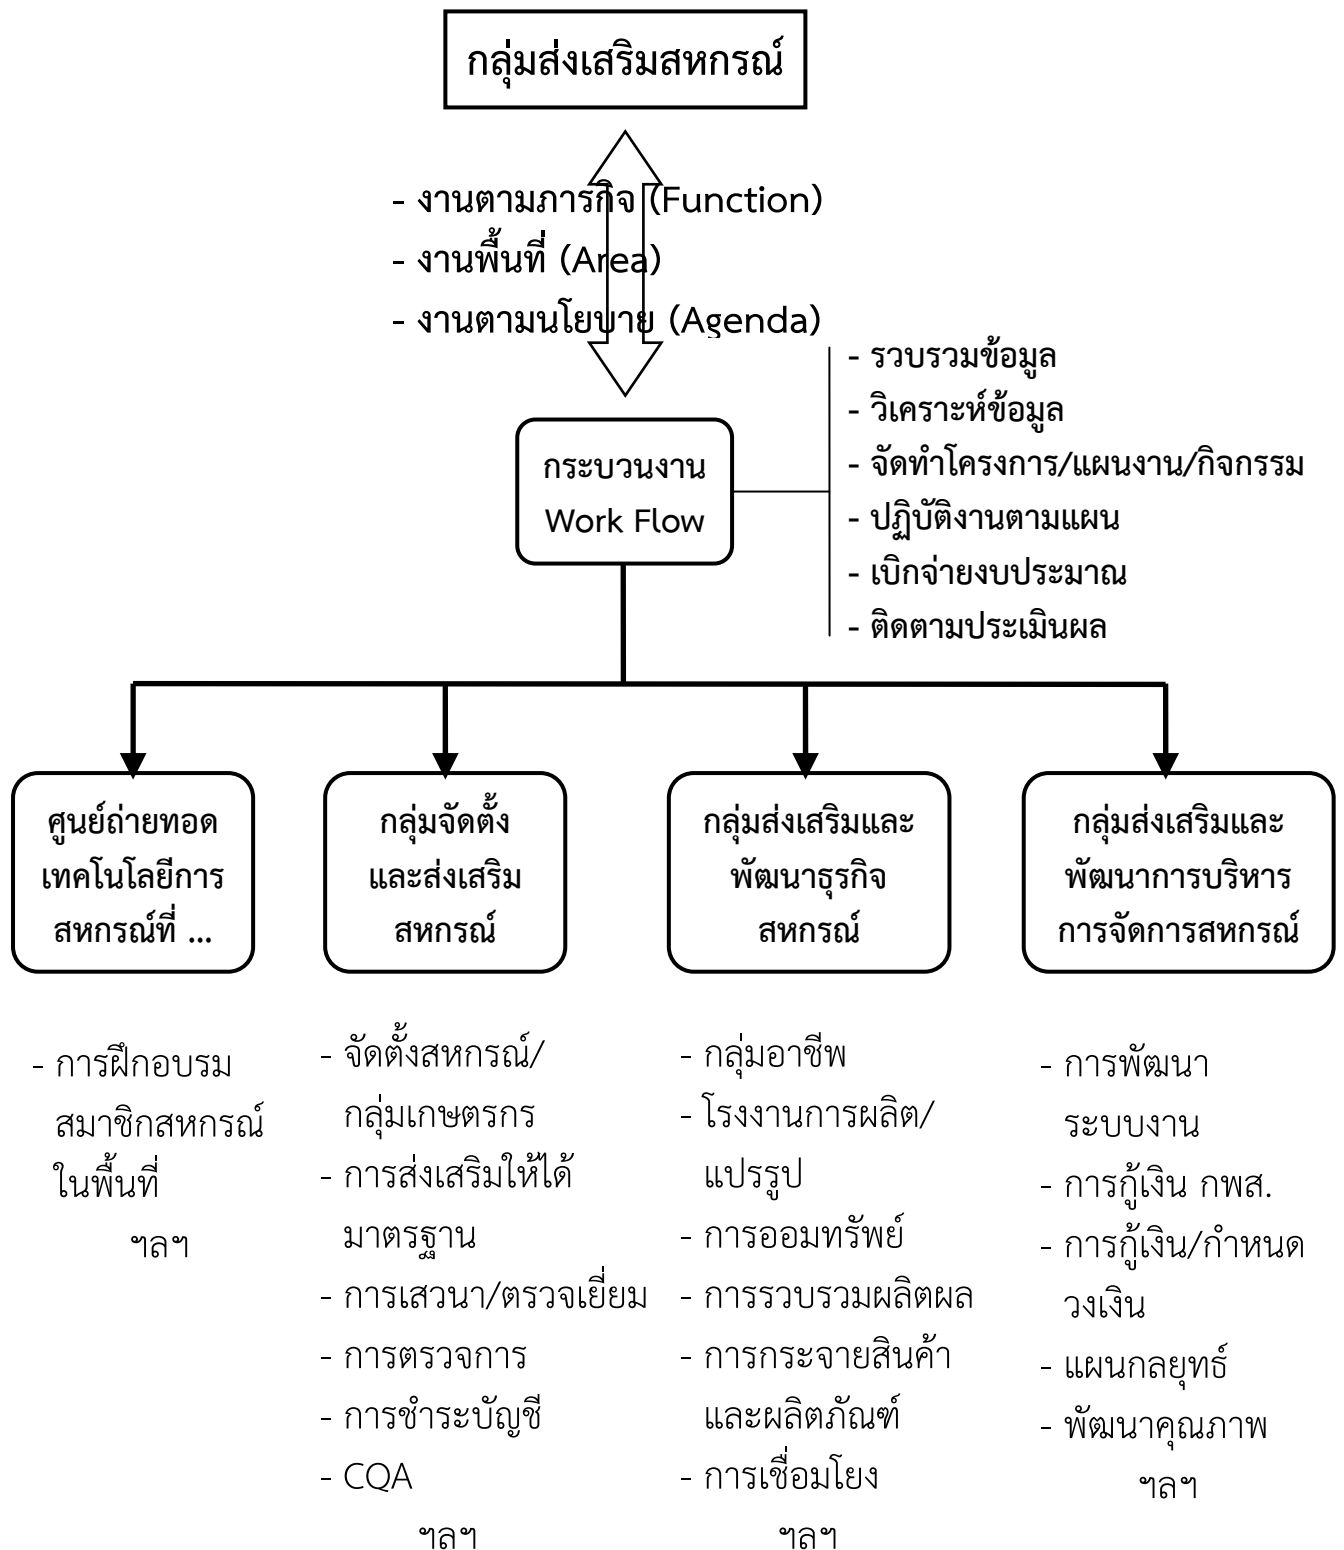 กลุ่มส่งเสริมสหกรณ์
- งานตามภารกิจ (Function)
- งานพื้นที่ (Area)
- งานตามนโยบาย (Agenda)
- รวบรวมข้อมูล
- วิเคราะห์ข้อมูล
- จัดทำโครงการ/แผนงาน/กิจกรรม
- ปฏิบัติงานตามแผน
- เบิกจ่ายงบประมาณ
- ติดตามประเมินผล
กระบวนงาน
Work Flow
ศูนย์ถ่ายทอด
เทคโนโลยีการ
สหกรณ์ที่ ...
กลุ่มจัดตั้ง
และส่งเสริม
สหกรณ์
กลุ่มส่งเสริมและ
พัฒนาธุรกิจ
สหกรณ์
กลุ่มส่งเสริมและ
พัฒนาการบริหาร
การจัดการสหกรณ์
- การฝึกอบรม
สมาชิกสหกรณ์
ในพื้นที่
ฯลฯ
- จัดตั้งสหกรณ์/
กลุ่มเกษตรกร
- การส่งเสริมให้ได้
มาตรฐาน
- การเสวนา/ตรวจเยี่ยม
- การตรวจการ
- การชำระบัญชี
- CQA
ฯลฯ
- กลุ่มอาชีพ
- โรงงานการผลิต/
แปรรูป
- การออมทรัพย์
- การรวบรวมผลิตผล
- การกระจายสินค้า
และผลิตภัณฑ์
- การเชื่อมโยง
ฯลฯ
- การพัฒนา
ระบบงาน
- การกู้เงิน กพส.
- การกู้เงิน/กำหนด
วงเงิน
- แผนกลยุทธ์
- พัฒนาคุณภาพ
ฯลฯ